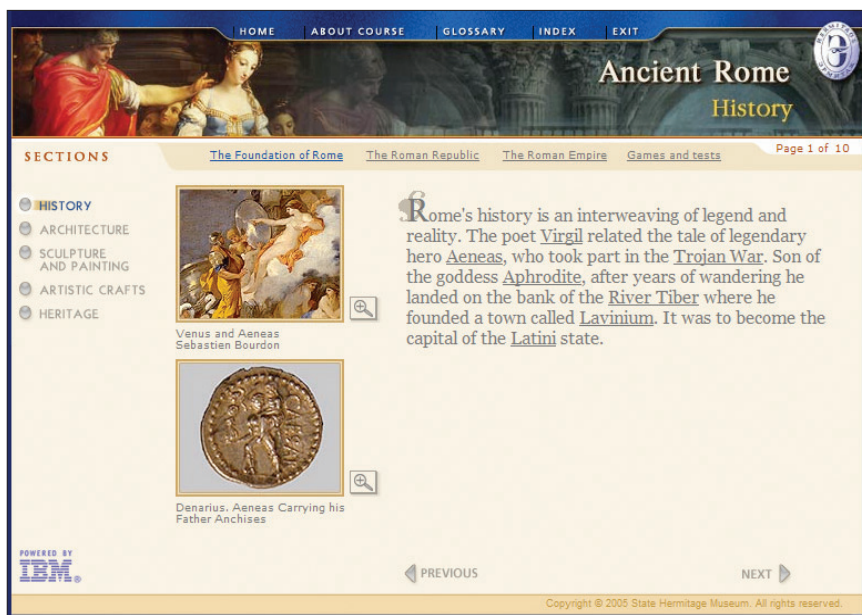 HOME ABOUT COURSE GLOSSARY INDEX EXIT
Ancient Rome
History
Page 1 of 10
SECTIONS The Foundation of Rome The Roman Republic The Roman Empire Games and tests
HISTORY
ARCHITECTURE
SCULPTURE
AND PAINTING
ARTISTIC CRAFTS
HERITAGE
Venus and Aeneas
Sebastien Bourdon
Denarius. Aeneas Carrying his
Father Anchises
Rome's history is an interweaving of legend and
reality. The poet Virgil related the tale of legendary
hero Aeneas, who took part in the Trojan War. Son of
the goddess Aphrodite, after years of wandering he
landed on the bank of the River Tiber where he
founded a town called Lavinium. It was to become the
capital of the Latini state.
POWERED BY
IBM®
PREVIOUS NEXT
Copyright © 2005 State Hermitage Museum. All rights reserved.